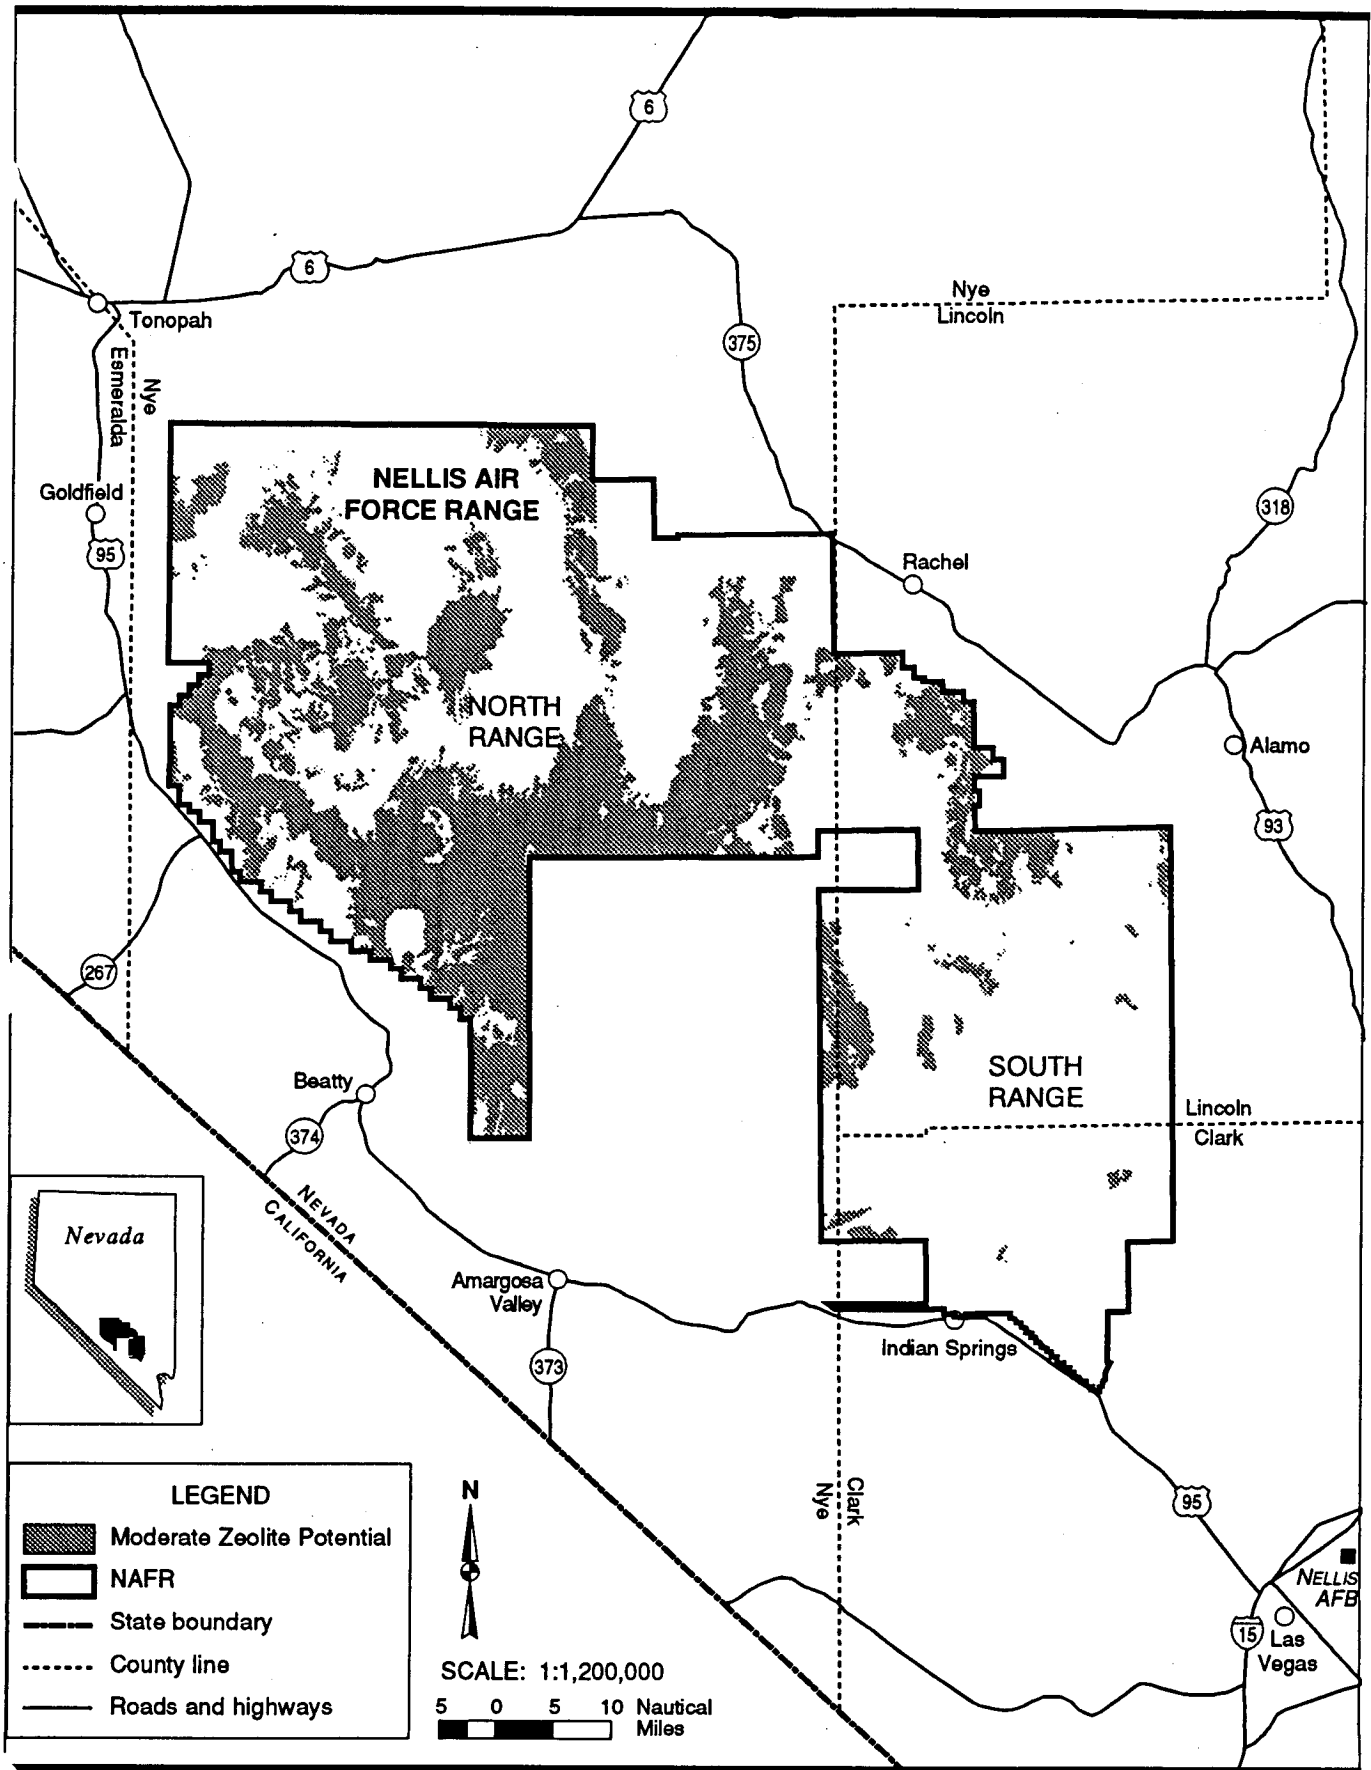 6
6
Nye
Lincoln
Tonopah
375
Esmeralda
Nye
NELLIS AIR
FORCE RANGE
Goldfield
318
95
Rachel
NORTH
RANGE
Alamo
93
267
SOUTH
RANGE
Beatty
Lincoln
Clark
374
NEVADA
CALIFORNIA
Nevada
Amargosa
Valley
Indian Springs
373
Clark
Nye
95
NELLIS
AFB
15
Las
Vegas
LEGEND
Moderate Zeolite Potential
NAFR
State boundary
County line
Roads and highways
N
SCALE: 1:1,200,000
5 0 5 10 Nautical
Miles